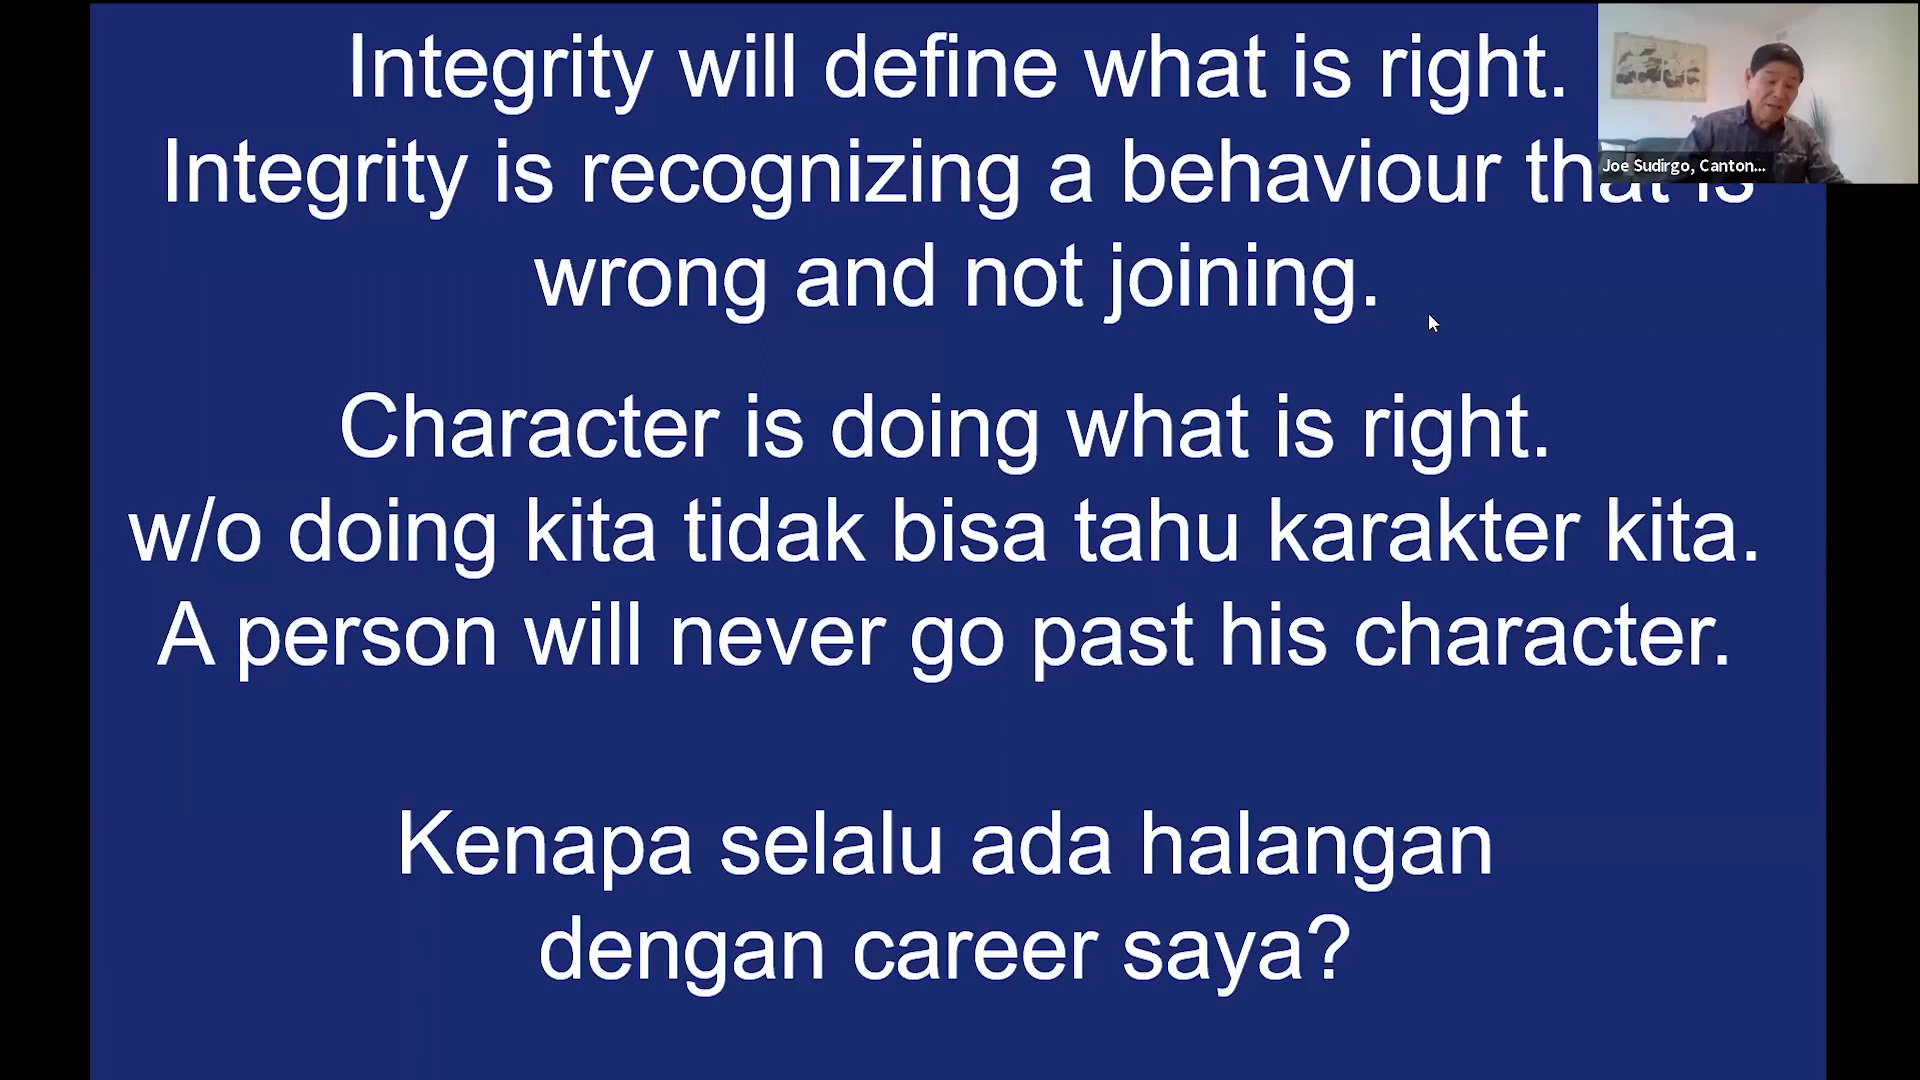 Integrity will define what is right.
Integrity is recognizing a behaviour that is
wrong and not joining.
Character is doing what is right.
w/o doing kita tidak bisa tahu karakter kita.
A person will never go past his character.
Kenapa selalu ada halangan
dengan career saya?
Joe Sudirgo, Canton...